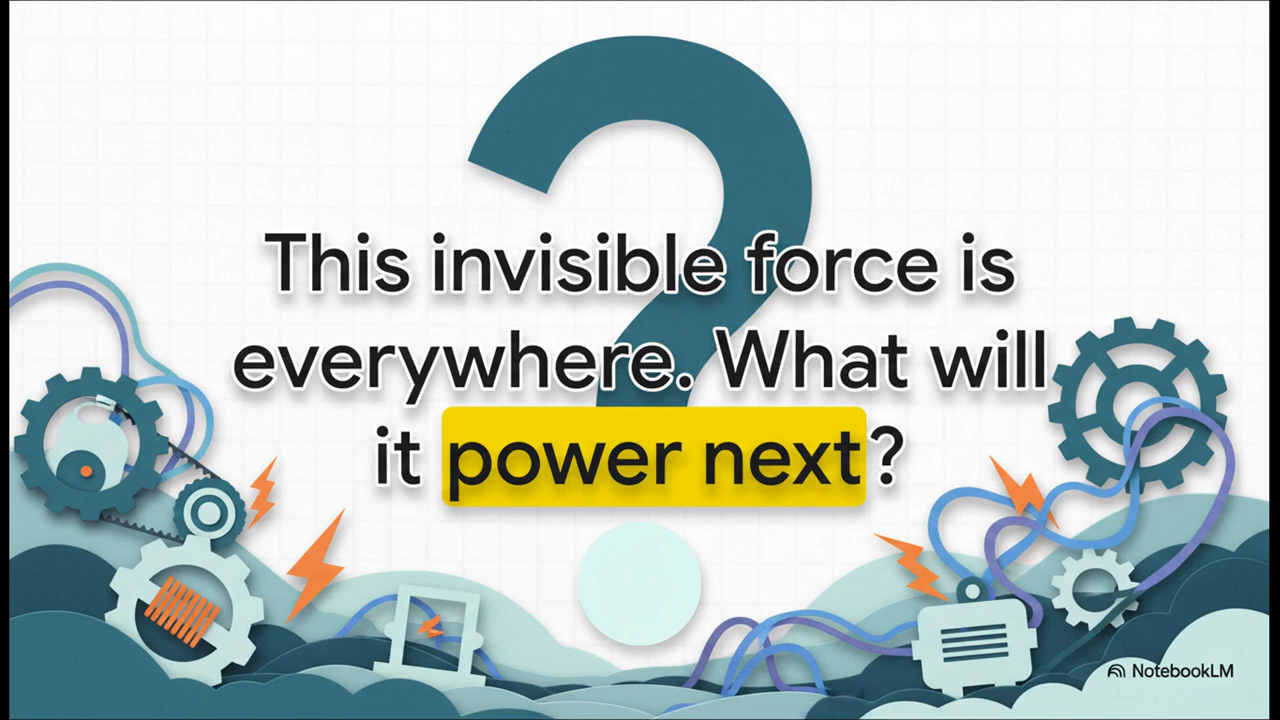 This invisible force is
everywhere. What will
it power next?
NotebookLM